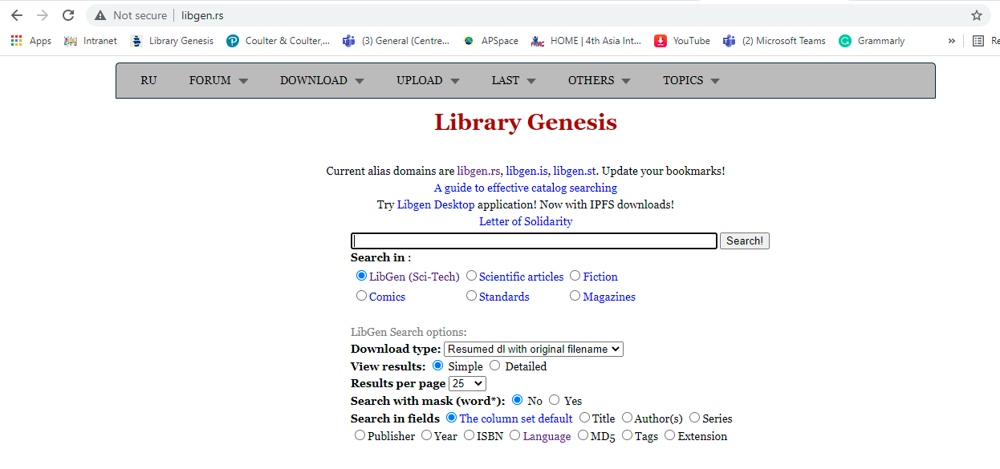 Not secure | libgen.rs
Apps Intranet Library Genesis Coulter & Coulter,... (3) General (Centre... APSpace HOME | 4th Asia Int... YouTube (2) Microsoft Teams Grammarly » Re
RU FORUM DOWNLOAD UPLOAD LAST OTHERS TOPICS
Library Genesis
Current alias domains are libgen.rs, libgen.is, libgen.st. Update your bookmarks!
A guide to effective catalog searching
Try Libgen Desktop application! Now with IPFS downloads!
Letter of Solidarity
Search!
Search in :
LibGen (Sci-Tech) Scientific articles Fiction
Comics Standards Magazines
LibGen Search options:
Download type: Resumed dl with original filename
View results: Simple Detailed
Results per page 25
Search with mask (word*): No Yes
Search in fields The column set default Title Author(s) Series
Publisher Year ISBN Language MD5 Tags Extension